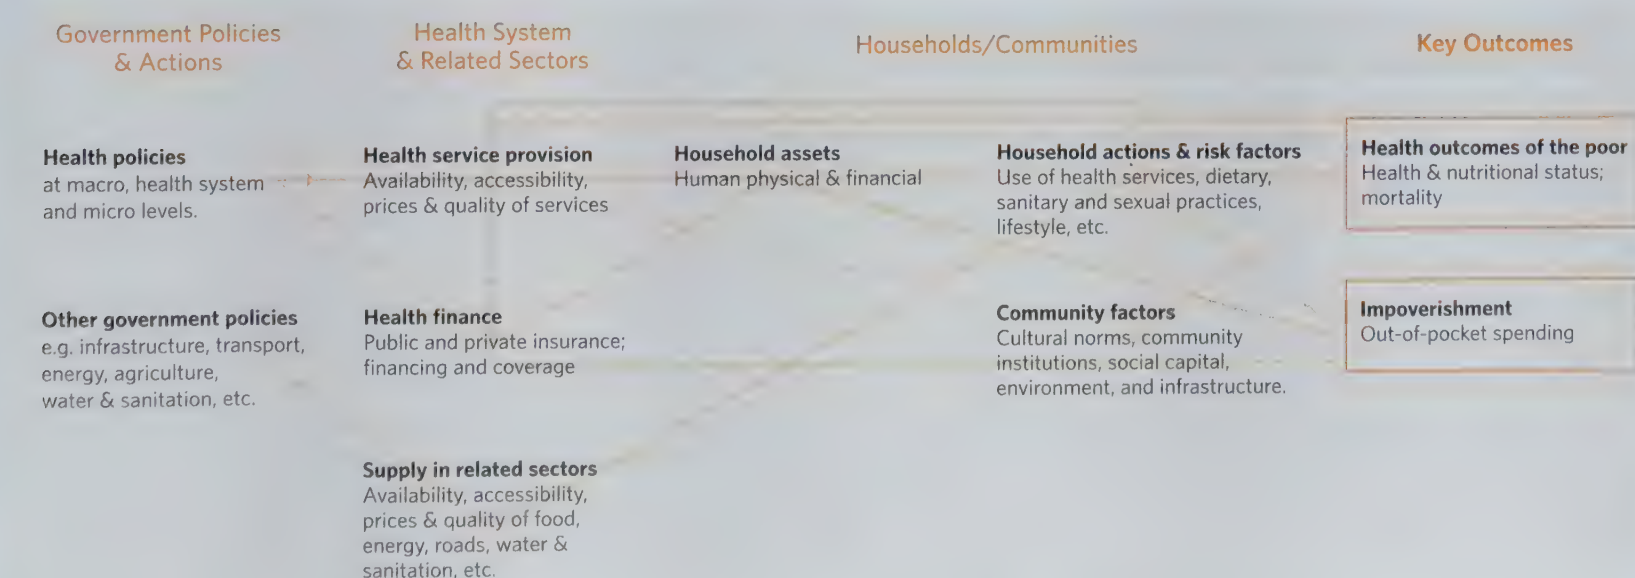 Government Policies
& Actions
Health System
& Related Sectors
Households/Communities
Key Outcomes
Health policies
at macro, health system
and micro levels.
Health service provision
Availability, accessibility,
prices & quality of services
Household assets
Human physical & financial
Household actions & risk factors
Use of health services, dietary,
sanitary and sexual practices,
lifestyle, etc.
Health outcomes of the poor
Health & nutritional status;
mortality
Other government policies
e.g. infrastructure, transport,
energy, agriculture,
water & sanitation, etc.
Health finance
Public and private insurance;
financing and coverage
Community factors
Cultural norms, community
institutions, social capital,
environment, and infrastructure.
Impoverishment
Out-of-pocket spending
Supply in related sectors
Availability, accessibility,
prices & quality of food,
energy, roads, water &
sanitation, etc.